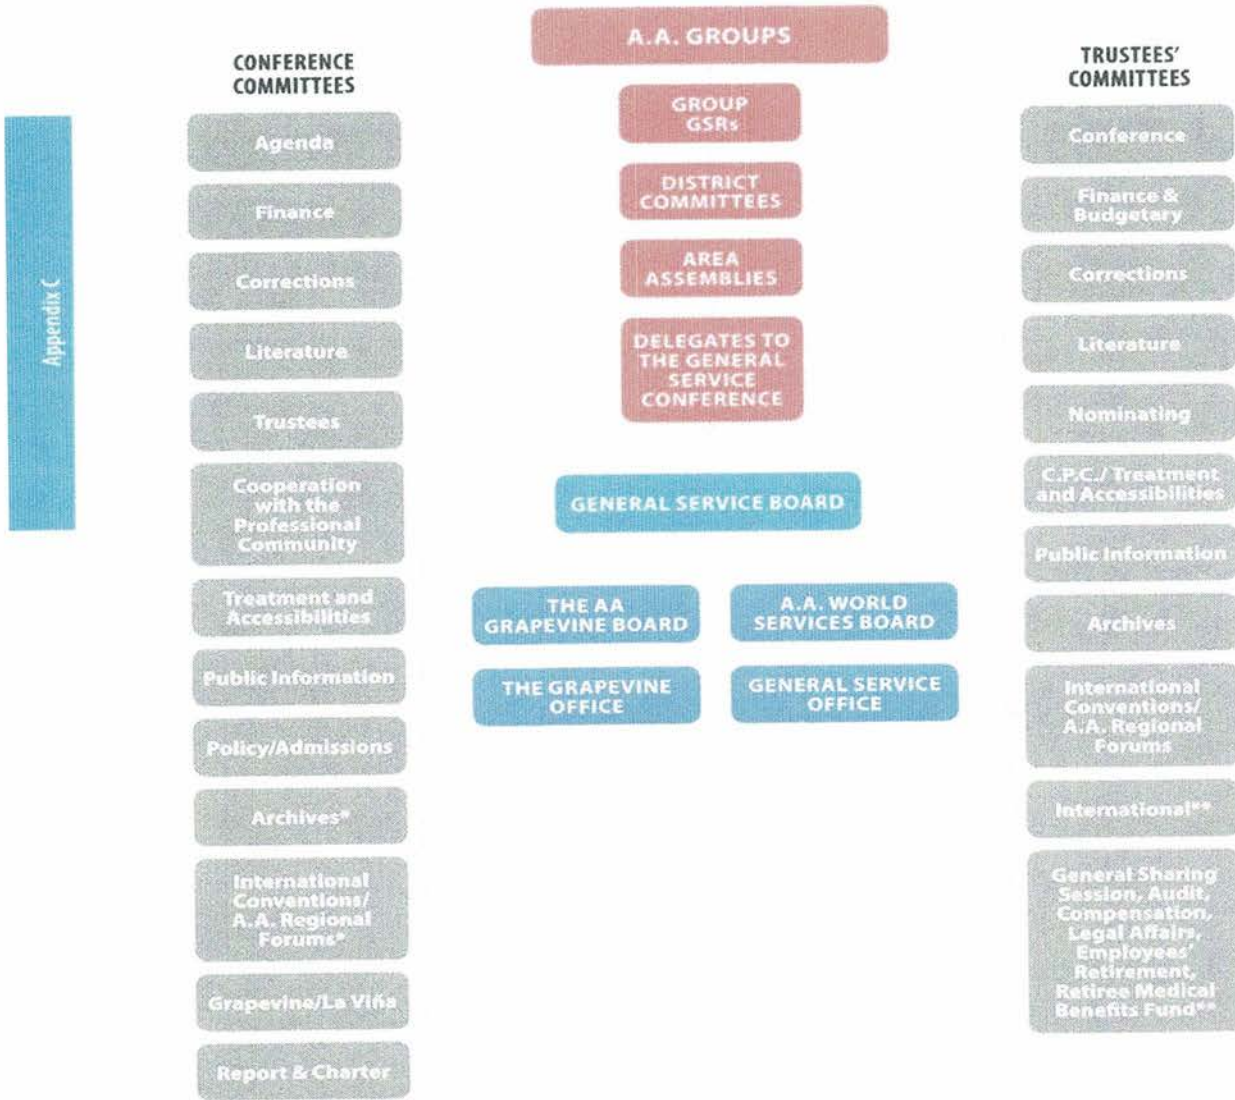 Appendix C
CONFERENCE
COMMITTEES
Agenda
Finance
Corrections
Literature
Trustees
Cooperation
with the
Professional
Community
Treatment and
Accessibilities
Public Information
Policy/Admissions
Archives*
International
Conventions/
A.A. Regional
Forums*
Grapevine/La Viña
Report & Charter
A.A. GROUPS
GROUP
GSRs
DISTRICT
COMMITTEES
AREA
ASSEMBLIES
DELEGATES TO
THE GENERAL
SERVICE
CONFERENCE
GENERAL SERVICE BOARD
THE AA
GRAPEVINE BOARD
A.A. WORLD
SERVICES BOARD
THE GRAPEVINE
OFFICE
GENERAL SERVICE
OFFICE
TRUSTEES'
COMMITTEES
Conference
Finance &
Budgetary
Corrections
Literature
Nominating
C.P.C./ Treatment
and Accessibilities
Public Information
Archives
International
Conventions/
A.A. Regional
Forums
International**
General Sharing
Session, Audit,
Compensation,
Legal Affairs,
Employees'
Retirement,
Retiree Medical
Benefits Fund**